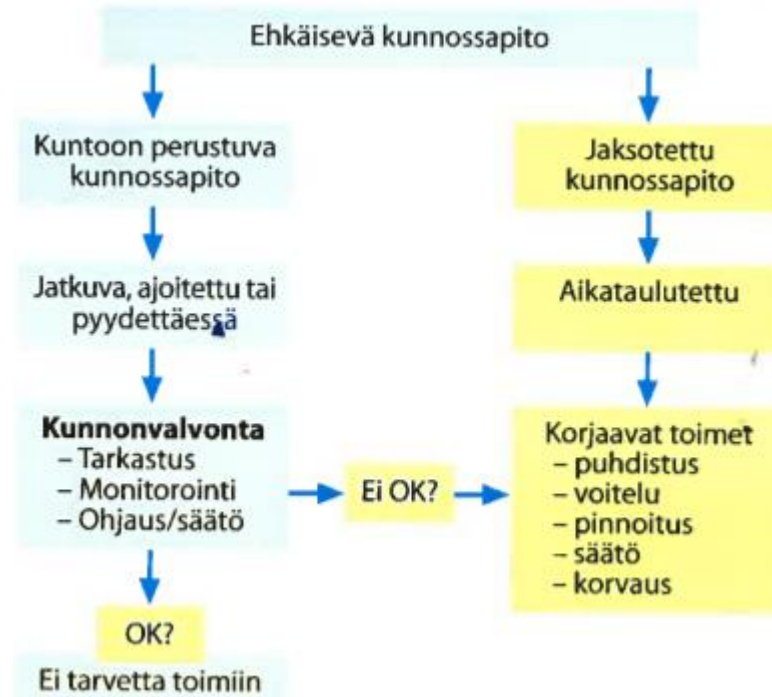 Ehkäisevä kunnossapito
Kuntoon perustuva
kunnossapito
Jaksotettu
kunnossapito
Jatkuva, ajoitettu tai
pyydettäessä
Aikataulutettu
Kunnonvalvonta
– Tarkastus
– Monitorointi
– Ohjaus/säätö
Ei OK?
Korjaavat toimet
– puhdistus
– voitelu
– pinnoitus
– säätö
– korvaus
OK?
Ei tarvetta toimiin